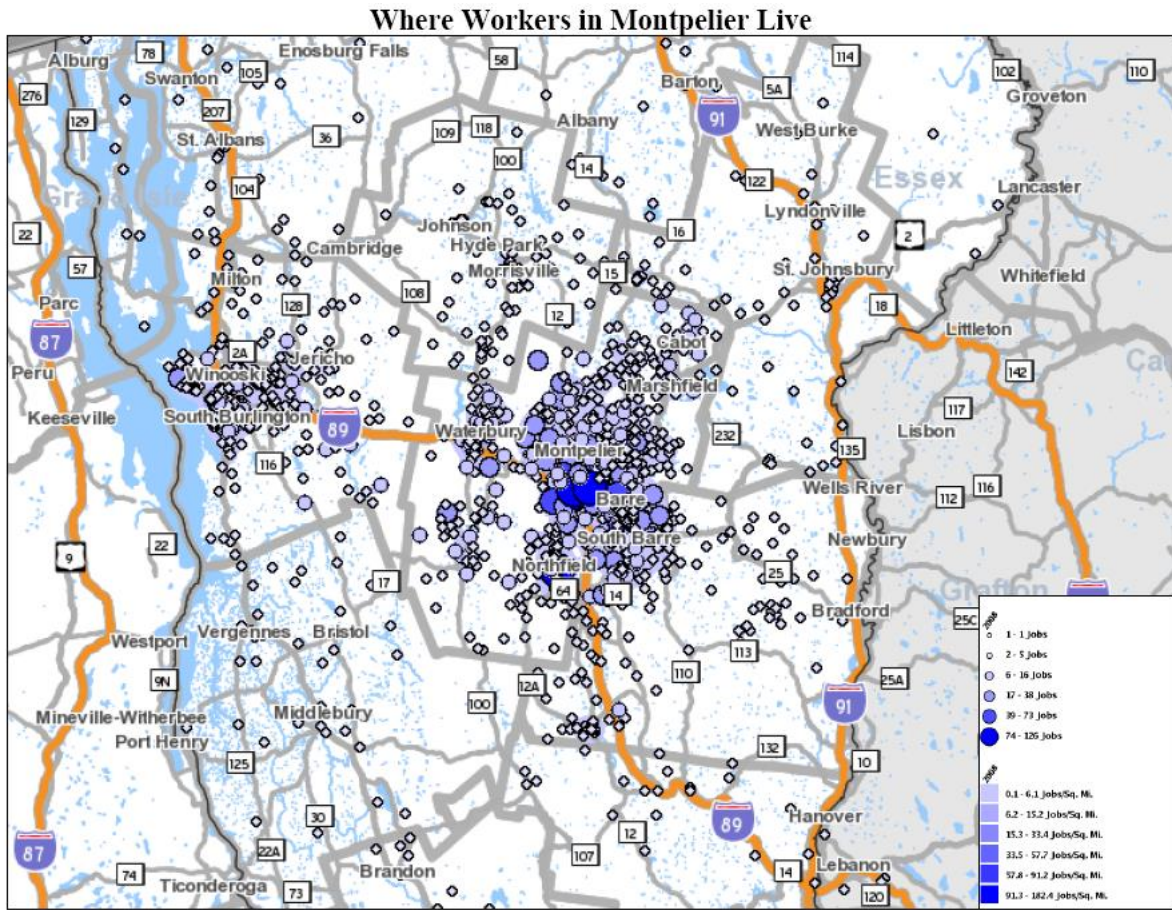 Where Workers in Montpelier Live
Alburg
78
Swanton
105
Enosburg Falls
58
Barton
114
102
110
276
5A
Groveton
129
207
91
St. Albans
36
109
118
Albany
West Burke
100
14
104
122
Essex
Lancaster
22
Johnson
Lyndonville
57
Cambridge
Hyde Park
16
2
Milton
Morrisville
15
St. Johnsbury
Whitefield
Parc
128
108
12
18
87
2A
Jericho
Cabot
Littleton
Peru
Winooski
Marshfield
142
Keeseville
South Burlington
89
Waterbury
232
117
Lisbon
116
Montpelier
135
Wells River
116
112
Barre
9
22
South Barre
Newbury
Northfield
17
64
14
25
Bradford
25C
Westport
Vergennes
Bristol
113
9N
12A
110
25A
91
Mineville-Witherbee
Middlebury
100
Port Henry
132
125
10
87
30
12
89
Hanover
22A
107
74
Ticonderoga
73
Brandon
14
Lebanon
120
2008
1 - 1 Jobs
2 - 5 Jobs
6 - 16 Jobs
17 - 38 Jobs
39 - 73 Jobs
74 - 126 Jobs
2008
0.1 - 6.1 Jobs/Sq. Mi.
6.2 - 15.2 Jobs/Sq. Mi.
15.3 - 33.4 Jobs/Sq. Mi.
33.5 - 57.7 Jobs/Sq. Mi.
57.8 - 91.2 Jobs/Sq. Mi.
91.3 - 182.4 Jobs/Sq. Mi.